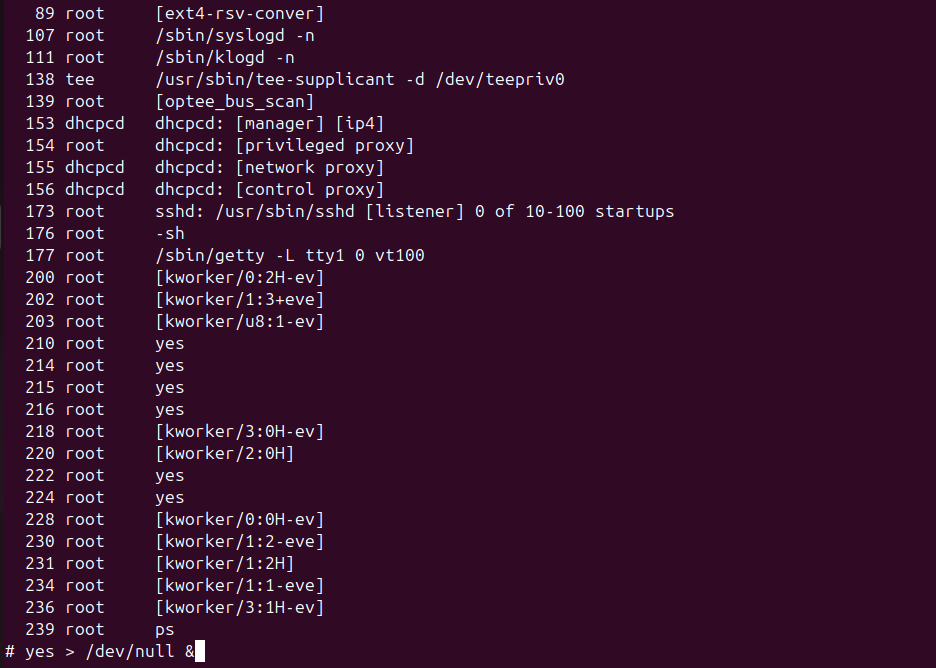 89 root     [ext4-rsv-conver]
107 root     /sbin/syslogd -n
111 root     /sbin/klogd -n
138 tee      /usr/sbin/tee-supplicant -d /dev/teepriv0
139 root     [optee_bus_scan]
153 dhcpcd   dhcpcd: [manager] [ip4]
154 root     dhcpcd: [privileged proxy]
155 dhcpcd   dhcpcd: [network proxy]
156 dhcpcd   dhcpcd: [control proxy]
173 root     sshd: /usr/sbin/sshd [listener] 0 of 10-100 startups
176 root     -sh
177 root     /sbin/getty -L tty1 0 vt100
200 root     [kworker/0:2H-ev]
202 root     [kworker/1:3+eve]
203 root     [kworker/u8:1-ev]
210 root     yes
214 root     yes
215 root     yes
216 root     yes
218 root     [kworker/3:0H-ev]
220 root     [kworker/2:0H]
222 root     yes
224 root     yes
228 root     [kworker/0:0H-ev]
230 root     [kworker/1:2-eve]
231 root     [kworker/1:2H]
234 root     [kworker/1:1-eve]
236 root     [kworker/3:1H-ev]
239 root     ps
# yes > /dev/null &